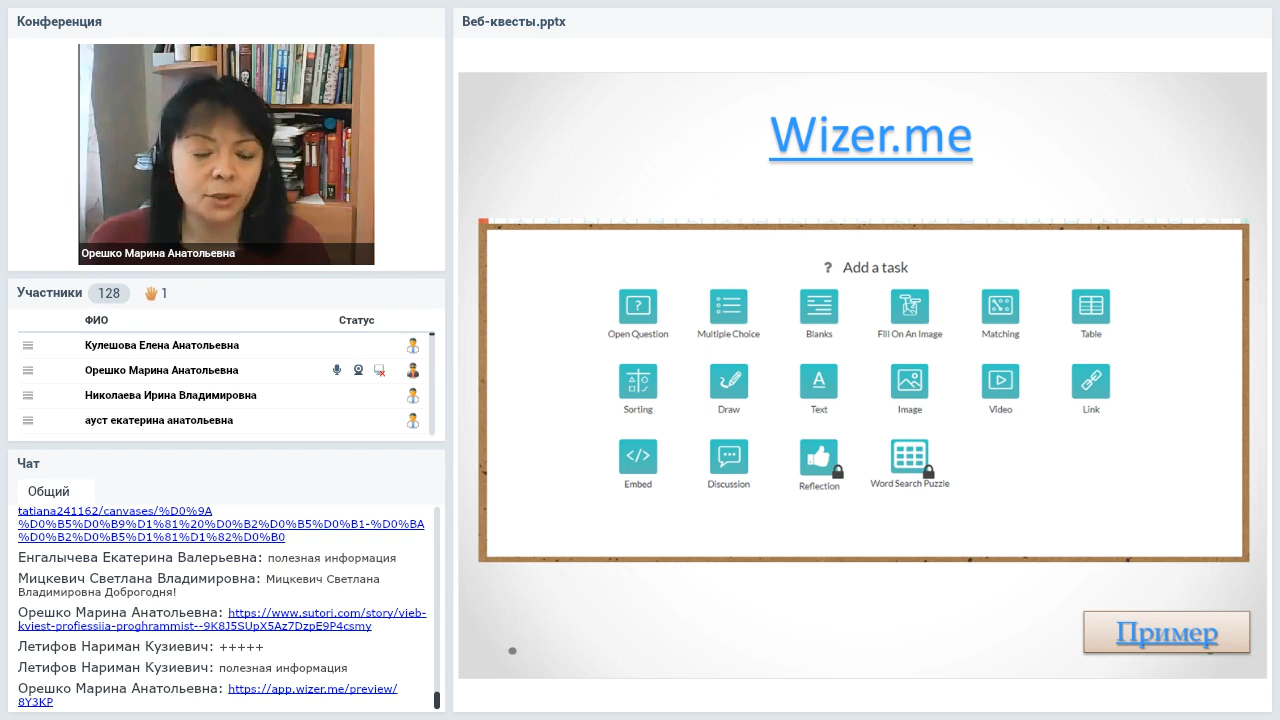 Конференция
Орешко Марина Анатольевна
Участники 128 1
ФИО Статус
Кулешова Елена Анатольевна
Орешко Марина Анатольевна
Николаева Ирина Владимировна
ауст екатерина анатольевна
Чат
Общий
tatiana241162/canvases/%D0%9A
%D0%B5%D0%B9%D1%81%20%D0%B2%D0%B5%D0%B1-%D0%BA
%D0%B2%D0%B5%D1%81%D1%82%D0%B0
Енгалычева Екатерина Валерьевна: полезная информация
Мицкевич Светлана Владимировна: Мицкевич Светлана
Владимировна Доброгодня!
Орешко Марина Анатольевна: https://www.sutori.com/story/vieb-
kviest-profiessiia-proghrammist--9K8J5SUpX5Az7DzpE9P4csmy
Летифов Нариман Кузиевич: +++++
Летифов Нариман Кузиевич: полезная информация
Орешко Марина Анатольевна: https://app.wizer.me/preview/
8Y3KP
Веб-квесты.pptx
Wizer.me
? Add a task
Open Question Multiple Choice Blanks Fill On An Image Matching Table
Sorting Draw Text Image Video Link
Embed Discussion Reflection Word Search Puzzle
Пример